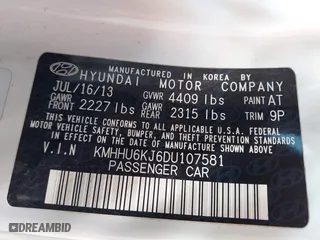 MANUFACTURED IN KOREA BY
HYUNDAI MOTOR COMPANY
JUL/16/13 GVWR 4409 lbs PAINT AT
GAWR FRONT 2227 lbs GAWR REAR 2315 lbs TRIM 9P
THIS VEHICLE CONFORMS TO ALL APPLICABLE U.S. FEDERAL MOTOR VEHICLE SAFETY, BUMPER, AND THEFT PREVENTION STANDARDS IN EFFECT ON THE DATE OF MANUFACTURE SHOWN ABOVE.
V.I.N KMHHU6KJ6DU107581
PASSENGER CAR
DREAMBID